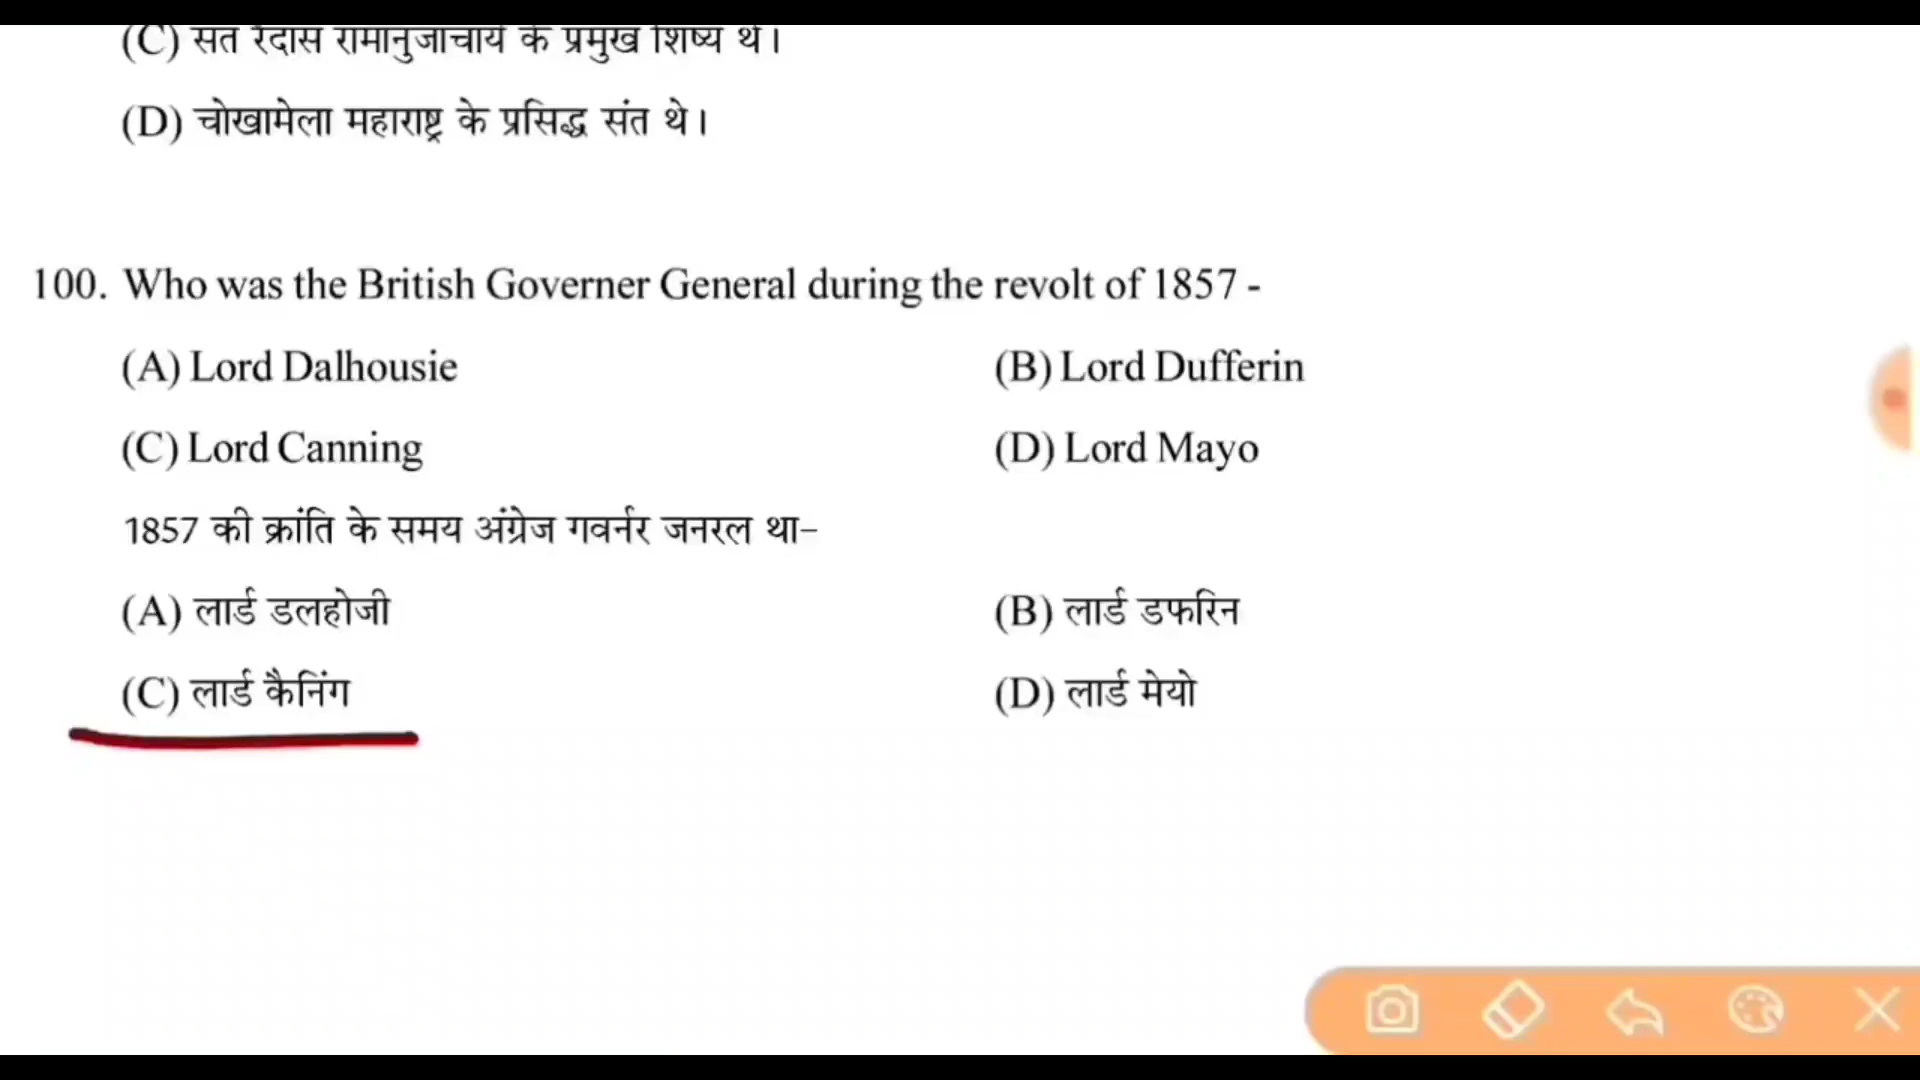 (C) संत रैदास रामानुजाचार्य के प्रमुख शिष्य थे।
(D) चोखामेला महाराष्ट्र के प्रसिद्ध संत थे।
100. Who was the British Governer General during the revolt of 1857 -
(A) Lord Dalhousie (B) Lord Dufferin
(C) Lord Canning (D) Lord Mayo
1857 की क्रांति के समय अंग्रेज गवर्नर जनरल था-
(A) लार्ड डलहोजी (B) लार्ड डफरिन
(C) लार्ड कैनिंग (D) लार्ड मेयो